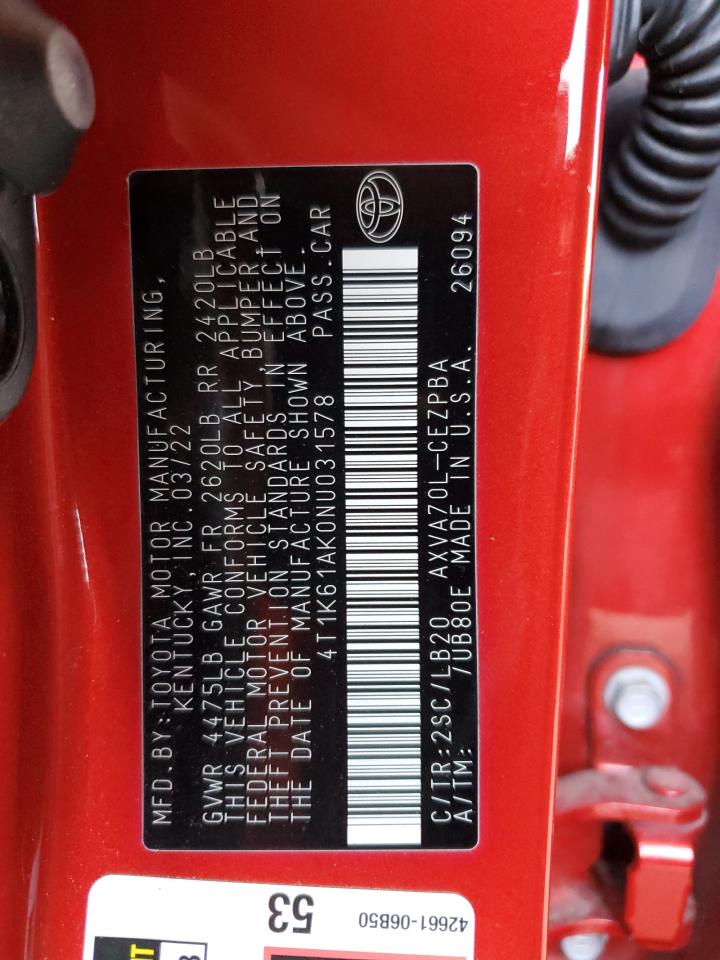 MFD.BY:TOYOTA MOTOR MANUFACTURING,
KENTUCKY,INC.03/22
GVWR 4475LB GAWR FR 2620LB RR 2420LB
THIS VEHICLE CONFORMS TO ALL APPLICABLE
FEDERAL MOTOR VEHICLE SAFETY,BUMPER,AND
THEFT PREVENTION STANDARDS IN EFFECT ON
THE DATE OF MANUFACTURE SHOWN ABOVE.
4T1K61AK0NU031578 PASS.CAR
C/TR:2SC/LB20 AXVA70L-CEZPBA
A/TM: /UB80E MADE IN U.S.A. 26094
53
42661-06B50